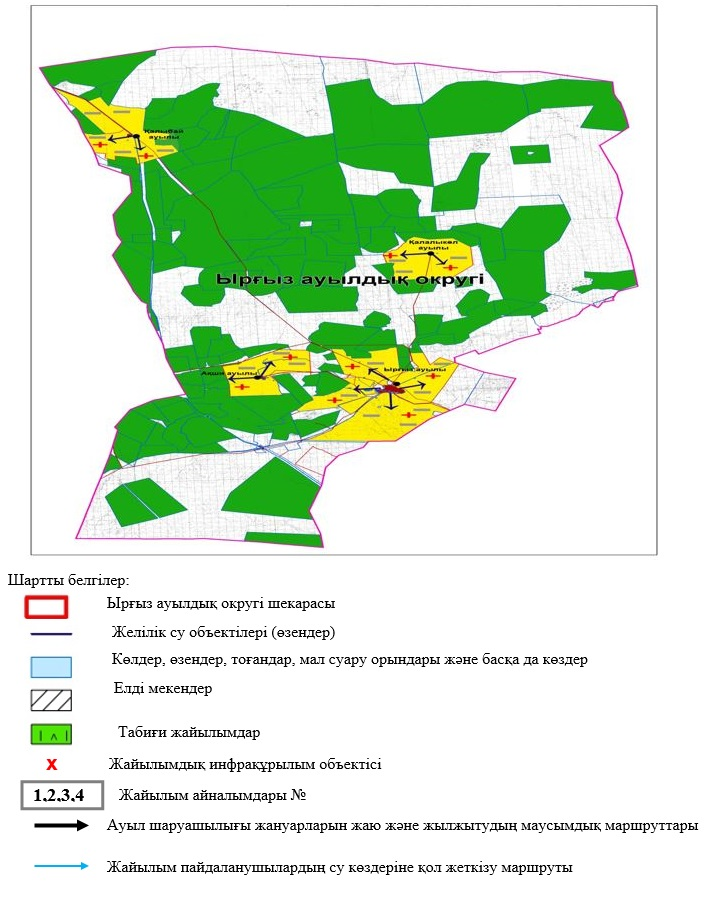 Қалыбай
ауылы
Қалалыкөл
ауылы
Ырғыз ауылдық округі
Ақши ауылы
Ырғыз ауылы
Шартты белгілер:
Ырғыз ауылдық округі шекарасы
Желілік су объектілері (өзендер)
Көлдер, өзендер, тоғандар, мал суару орындары және басқа да көздер
Елді мекендер
Табиғи жайылымдар
х Жайылымдық инфрақұрылым объектісі
1,2,3,4 Жайылым айналымдары №
Ауыл шаруашылығы жануарларын жаю және жылжытудың маусымдық маршруттары
Жайылым пайдаланушылардың су көздеріне қол жеткізу маршруты